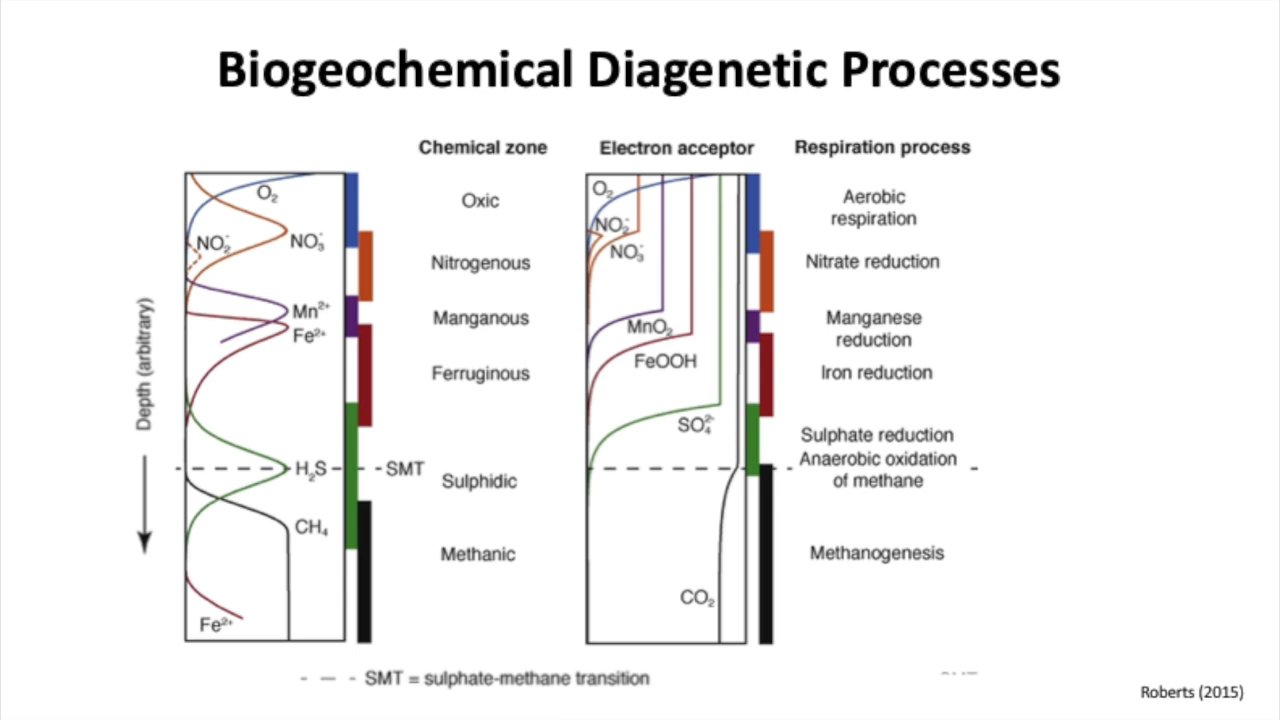 Biogeochemical Diagenetic Processes
Chemical zone
Electron acceptor
Respiration process
O₂
NO₂⁻
NO₃⁻
Mn²⁺
Fe²⁺
H₂S
SMT
CH₄
Fe²⁺
Depth (arbitrary)
Oxic
Nitrogenous
Manganous
Ferruginous
Sulphidic
Methanic
O₂
NO₂⁻
NO₃⁻
MnO₂
FeOOH
SO₄²⁻
CO₂
Aerobic
respiration
Nitrate reduction
Manganese
reduction
Iron reduction
Sulphate reduction
Anaerobic oxidation
of methane
Methanogenesis
SMT = sulphate-methane transition
Roberts (2015)